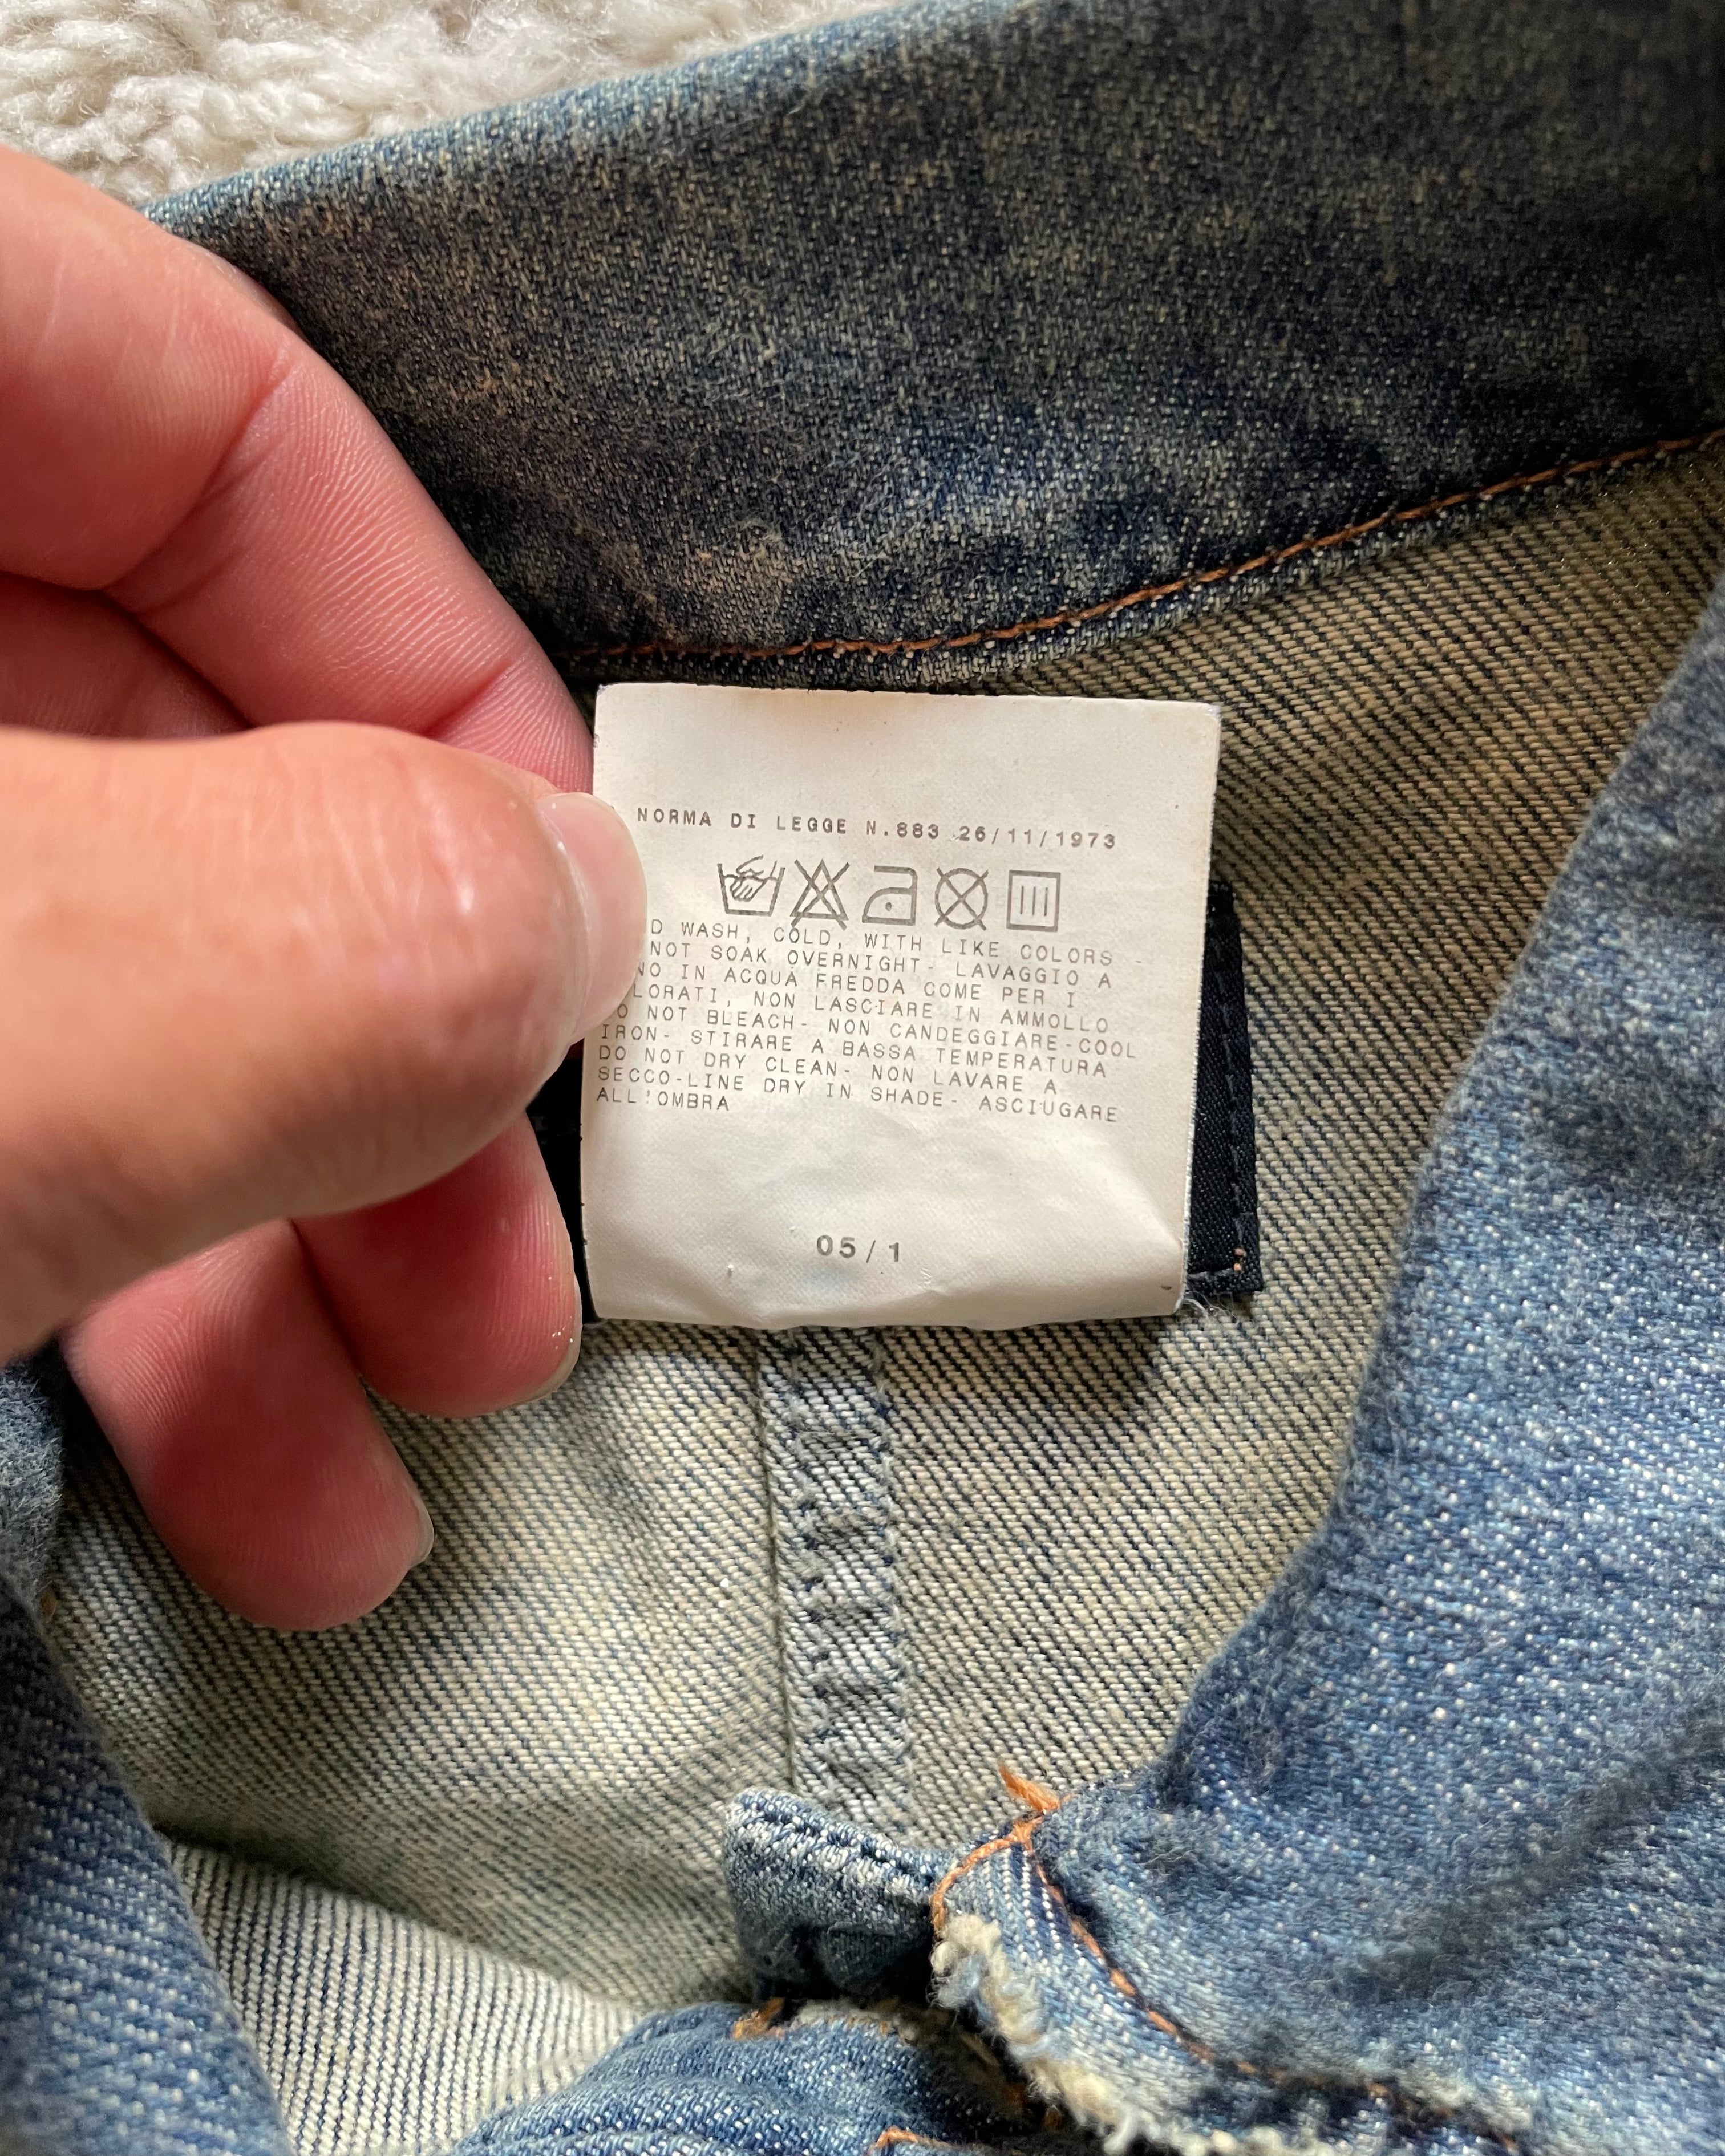 NORMA DI LEGGE N.883 26/11/1973
WASH, COLD, WITH LIKE COLORS -
NOT SOAK OVERNIGHT- LAVAGGIO A
IN ACQUA FREDDA COME PER I
NON LASCIARE IN AMMOLLO
NOT BLEACH- NON CANDEGGIARE-COOL
IRON- STIRARE A BASSA TEMPERATURA
DO NOT DRY CLEAN- NON LAVARE A
SECCO-LINE DRY IN SHADE- ASCIUGARE
ALL'OMBRA
05/1